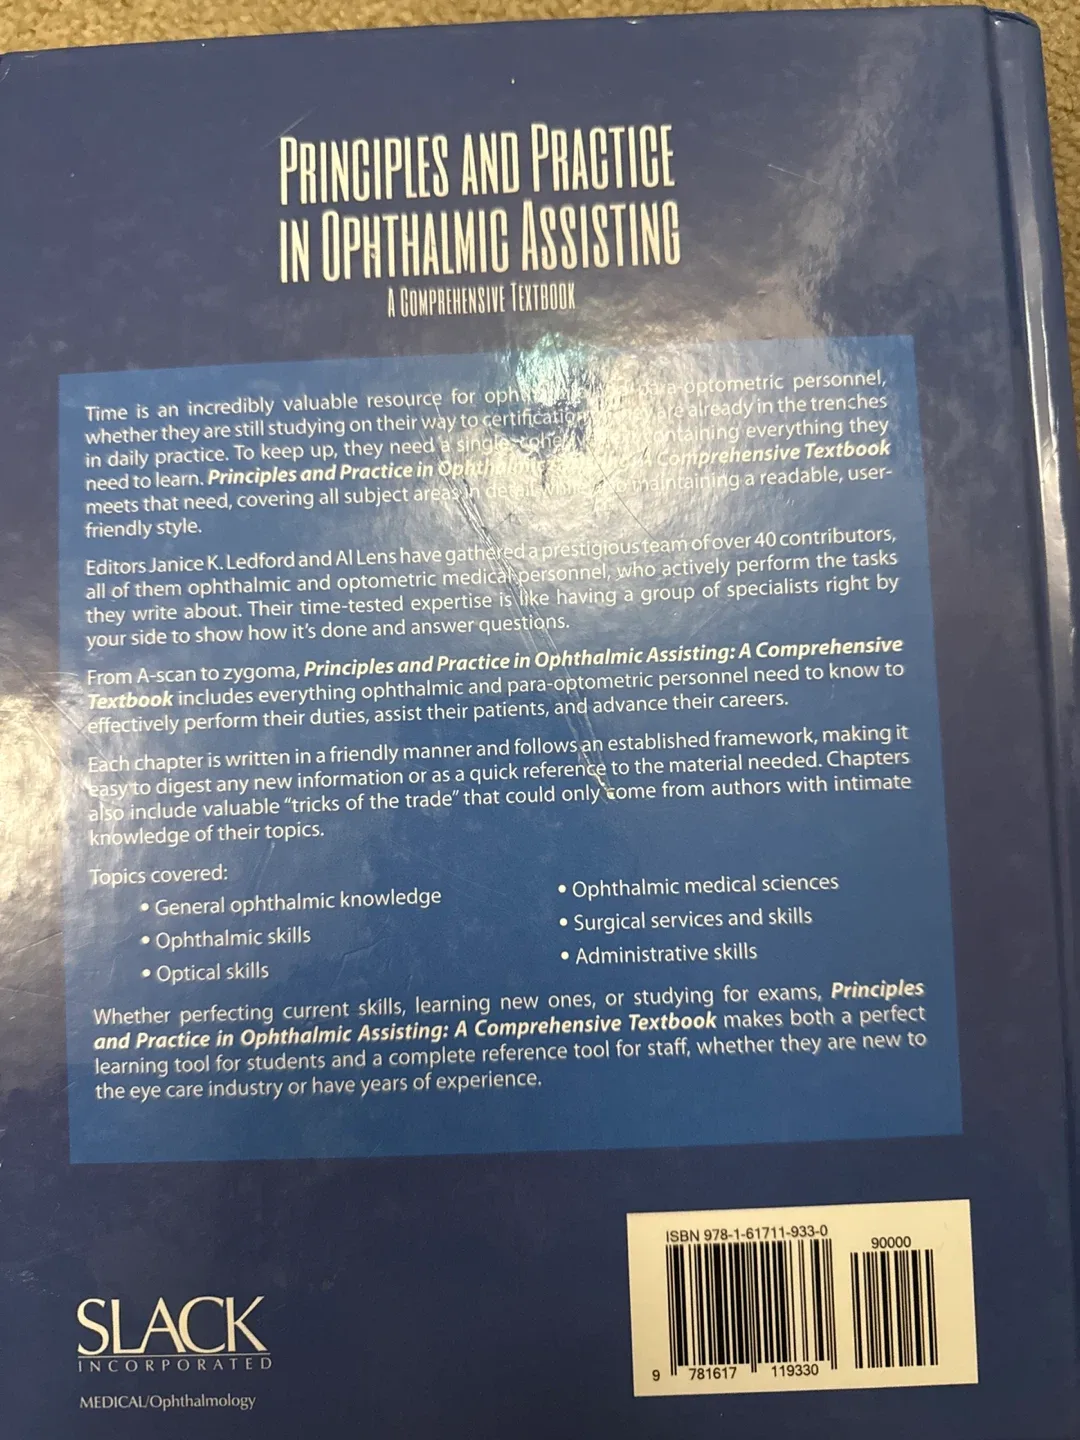 PRINCIPLES AND PRACTICE
IN OPHTHALMIC ASSISTING
A COMPREHENSIVE TEXTBOOK
Time is an incredibly valuable resource for para-optometric personnel,
whether they are still studying on their way to certification are already in the trenches
in daily practice. To keep up, they need a single containing everything they
need to learn. Principles and Practice in Ophthalmic A Comprehensive Textbook
meets that need, covering all subject areas in detail while also maintaining a readable, user-
friendly style.
Editors Janice K. Ledford and Al Lens have gathered a prestigious team of over 40 contributors,
all of them ophthalmic and optometric medical personnel, who actively perform the tasks
they write about. Their time-tested expertise is like having a group of specialists right by
your side to show how it's done and answer questions.
From A-scan to zygoma, Principles and Practice in Ophthalmic Assisting: A Comprehensive
Textbook includes everything ophthalmic and para-optometric personnel need to know to
effectively perform their duties, assist their patients, and advance their careers.
Each chapter is written in a friendly manner and follows an established framework, making it
easy to digest any new information or as a quick reference to the material needed. Chapters
also include valuable "tricks of the trade" that could only come from authors with intimate
knowledge of their topics.
Topics covered:
• General ophthalmic knowledge
• Ophthalmic skills
• Optical skills
• Ophthalmic medical sciences
• Surgical services and skills
• Administrative skills
Whether perfecting current skills, learning new ones, or studying for exams, Principles
and Practice in Ophthalmic Assisting: A Comprehensive Textbook makes both a perfect
learning tool for students and a complete reference tool for staff, whether they are new to
the eye care industry or have years of experience.
ISBN 978-1-61711-933-0
90000
9 781617 119330
SLACK
INCORPORATED
MEDICAL/Ophthalmology